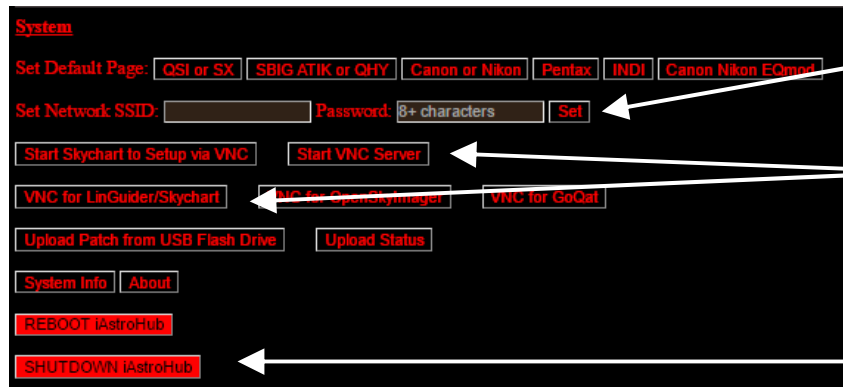 System
Set Default Page: QSI or SX SBIG ATIK or QHY Canon or Nikon Pentax INDI Canon Nikon EQmod
Set Network SSID: Password: 8+ characters Set
Start Skychart to Setup via VNC Start VNC Server
VNC for LinGuider/Skychart VNC for OpenSkyImager VNC for GoQat
Upload Patch from USB Flash Drive Upload Status
System Info About
REBOOT iAstroHub
SHUTDOWN iAstroHub